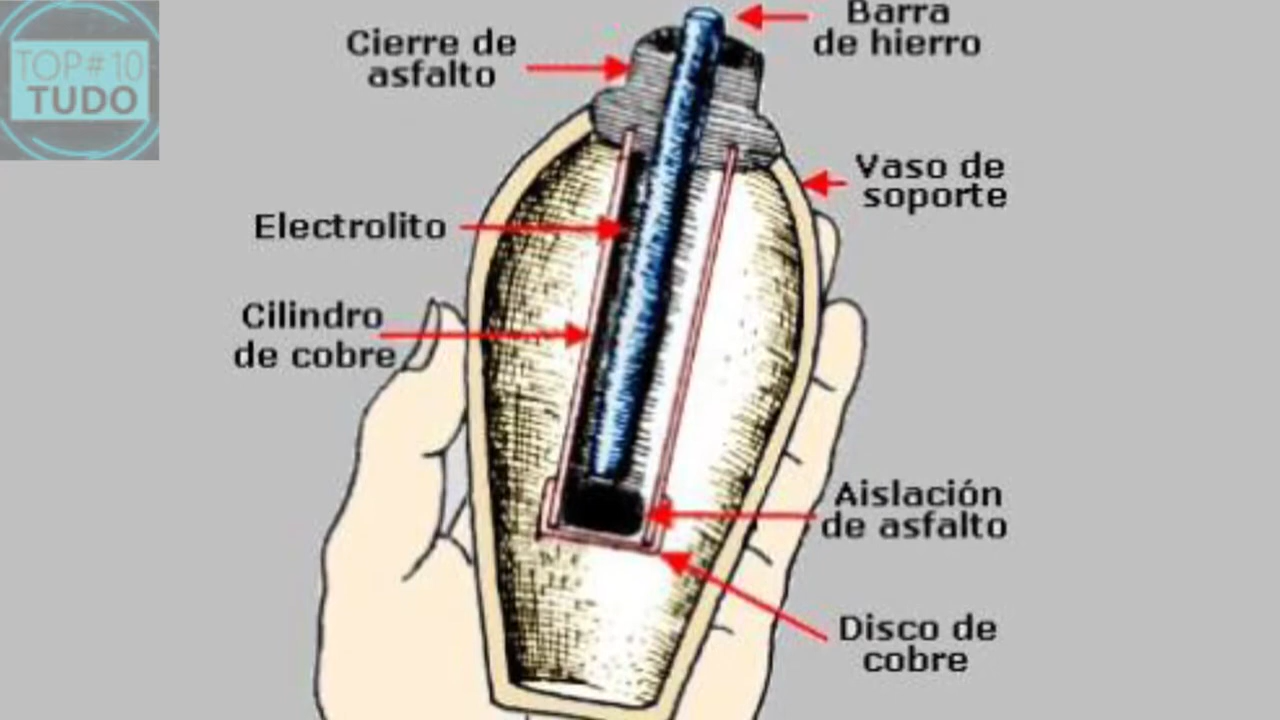 TOP#10
TUDO
Barra
de hierro
Cierre de
asfalto
Vaso de
soporte
Electrolito
Cilindro
de cobre
Aislación
de asfalto
Disco de
cobre